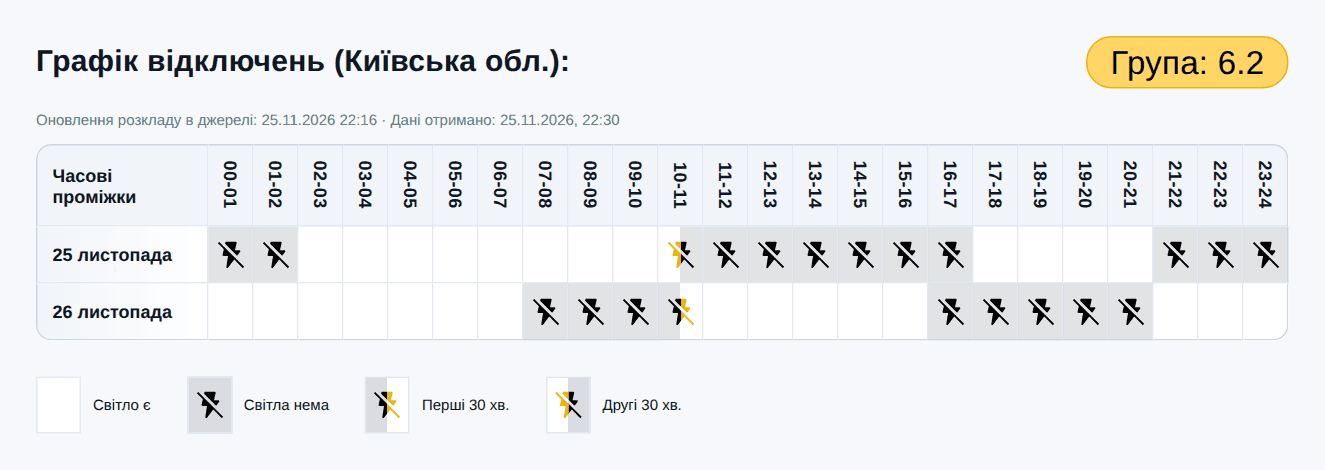 Графік відключень (Київська обл.):
Група: 6.2
Оновлення розкладу в джерелі: 25.11.2026 22:16 · Дані отримано: 25.11.2026, 22:30
Часові
проміжки
00-01
01-02
02-03
03-04
04-05
05-06
06-07
07-08
08-09
09-10
10-11
11-12
12-13
13-14
14-15
15-16
16-17
17-18
18-19
19-20
20-21
21-22
22-23
23-24
25 листопада
26 листопада
Світло є
Світла нема
Перші 30 хв.
Другі 30 хв.